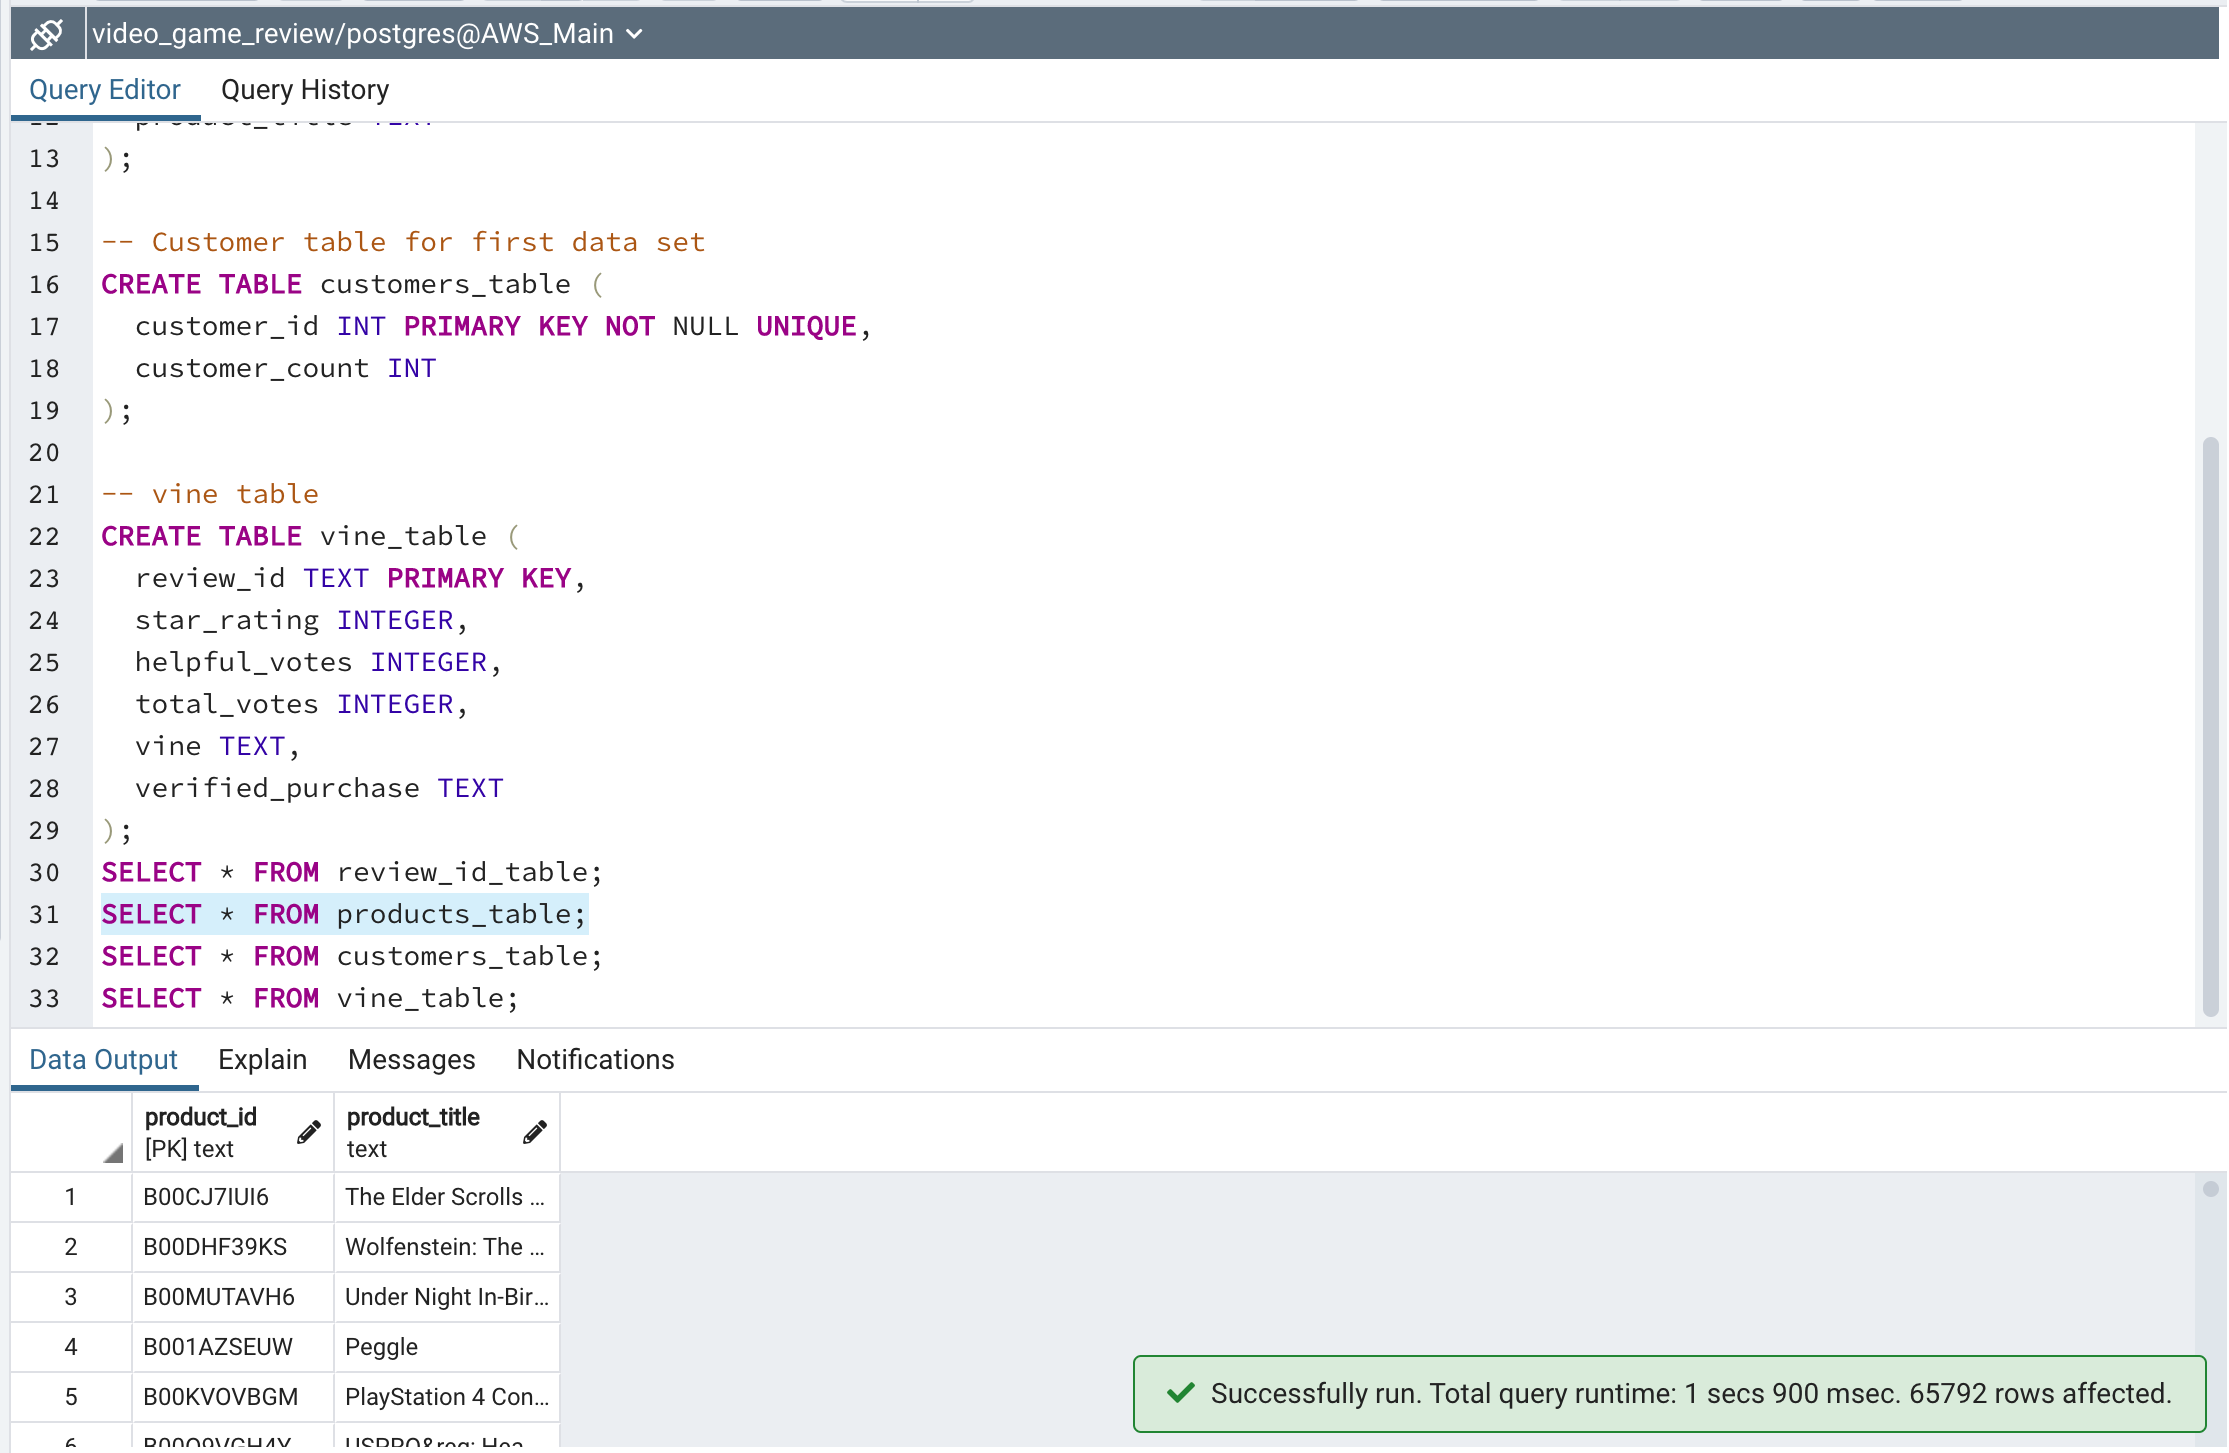 video_game_review/postgres@AWS_Main
Query Editor Query History
12 product_title TEXT
13 );
14
15 -- Customer table for first data set
16 CREATE TABLE customers_table (
17 customer_id INT PRIMARY KEY NOT NULL UNIQUE,
18 customer_count INT
19 );
20
21 -- vine table
22 CREATE TABLE vine_table (
23 review_id TEXT PRIMARY KEY,
24 star_rating INTEGER,
25 helpful_votes INTEGER,
26 total_votes INTEGER,
27 vine TEXT,
28 verified_purchase TEXT
29 );
30 SELECT * FROM review_id_table;
31 SELECT * FROM products_table;
32 SELECT * FROM customers_table;
33 SELECT * FROM vine_table;
Data Output Explain Messages Notifications
product_id product_title
[PK] text text
1 B00CJ7IUI6 The Elder Scrolls ...
2 B00DHF39KS Wolfenstein: The ...
3 B00MUTAVH6 Under Night In-Bir...
4 B001AZSEUW Peggle
5 B00KVOVBGM PlayStation 4 Con...
Successfully run. Total query runtime: 1 secs 900 msec. 65792 rows affected.
6